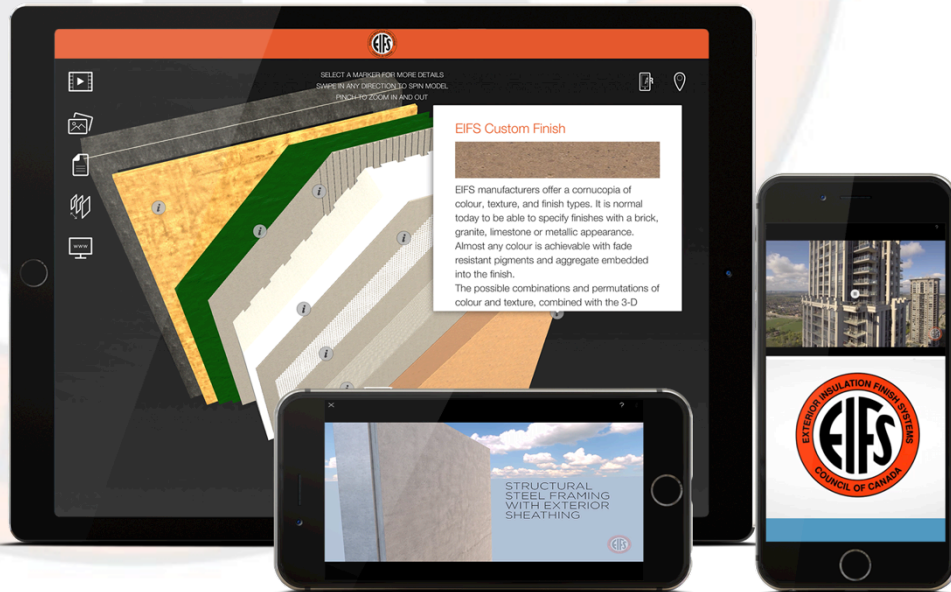 EIFS
SELECT A MARKER FOR MORE DETAILS
SWIPE IN ANY DIRECTION TO SPIN MODEL
PINCH TO ZOOM IN AND OUT
WWW
i
i
i
i
i
i
EIFS Custom Finish
EIFS manufacturers offer a cornucopia of
colour, texture, and finish types. It is normal
today to be able to specify finishes with a brick,
granite, limestone or metallic appearance.
Almost any colour is achievable with fade
resistant pigments and aggregate embedded
into the finish.
The possible combinations and permutations of
colour and texture, combined with the 3-D
?
STRUCTURAL
STEEL FRAMING
WITH EXTERIOR
SHEATHING
EIFS
EXTERIOR INSULATION FINISH SYSTEMS
EIFS
COUNCIL OF CANADA